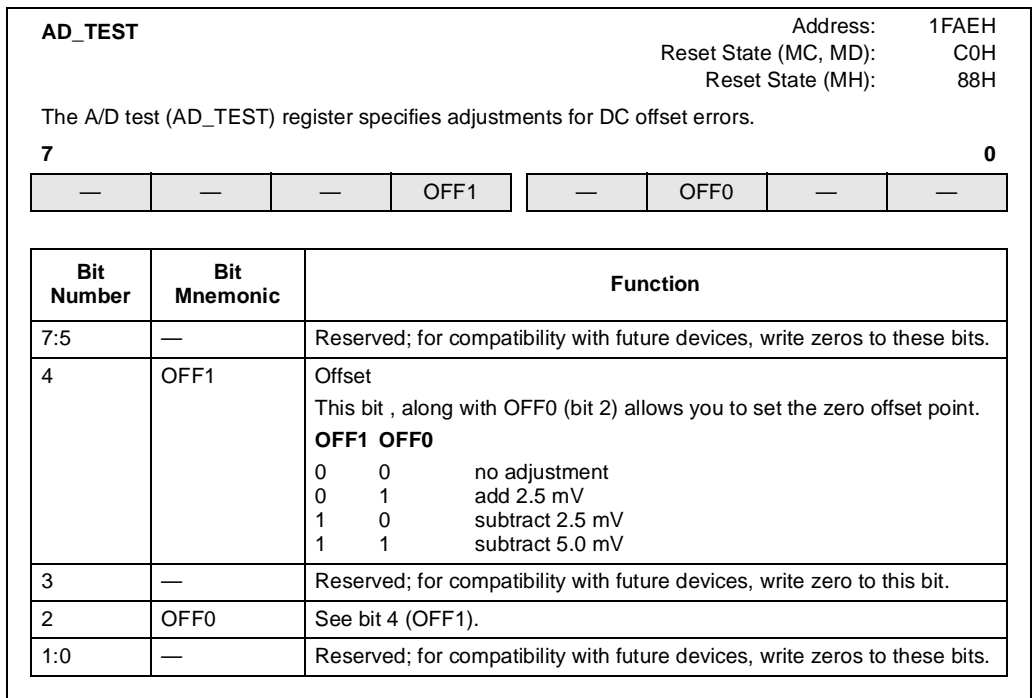 AD_TEST Address: 1FAEH
Reset State (MC, MD): C0H
Reset State (MH): 88H
The A/D test (AD_TEST) register specifies adjustments for DC offset errors.
7 0
— — — OFF1 — OFF0 — —
Bit Number Bit Mnemonic Function
7:5 — Reserved; for compatibility with future devices, write zeros to these bits.
4 OFF1 Offset
This bit , along with OFF0 (bit 2) allows you to set the zero offset point.
OFF1 OFF0
0 0 no adjustment
0 1 add 2.5 mV
1 0 subtract 2.5 mV
1 1 subtract 5.0 mV
3 — Reserved; for compatibility with future devices, write zero to this bit.
2 OFF0 See bit 4 (OFF1).
1:0 — Reserved; for compatibility with future devices, write zeros to these bits.